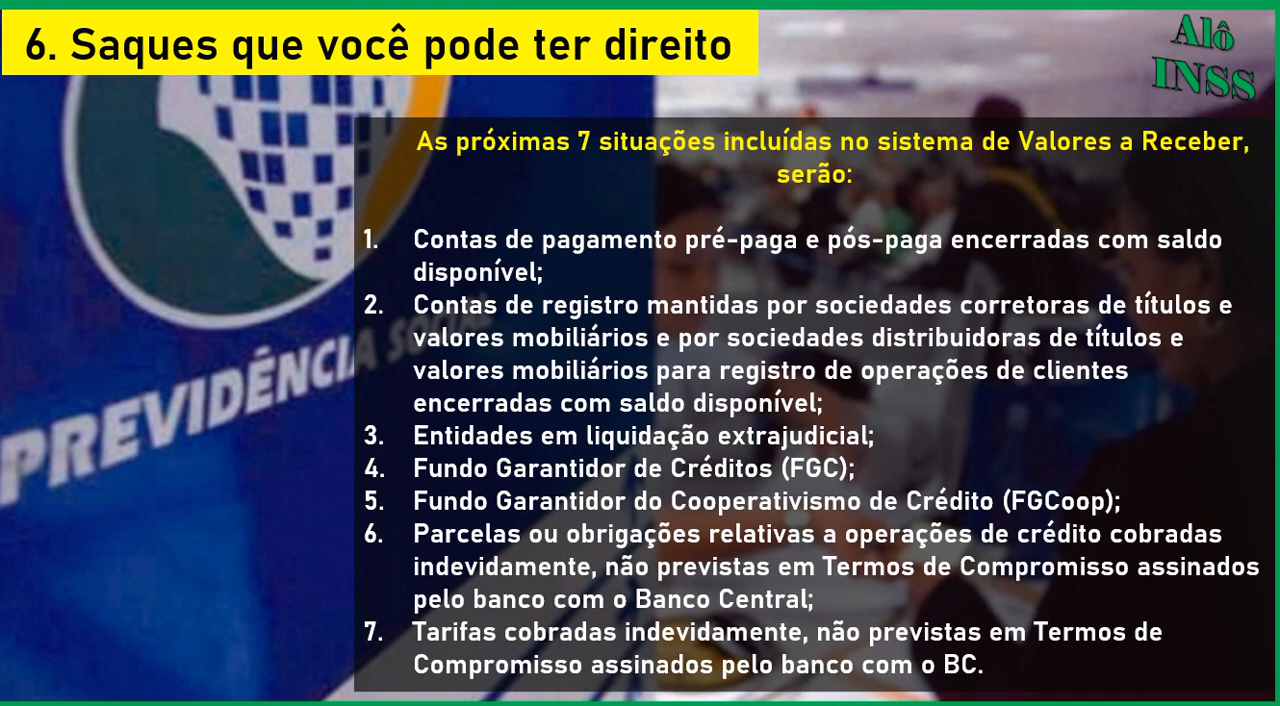 6. Saques que você pode ter direito
Alô
INSS
As próximas 7 situações incluídas no sistema de Valores a Receber,
serão:
1. Contas de pagamento pré-paga e pós-paga encerradas com saldo
disponível;
2. Contas de registro mantidas por sociedades corretoras de títulos e
valores mobiliários e por sociedades distribuidoras de títulos e
valores mobiliários para registro de operações de clientes
encerradas com saldo disponível;
3. Entidades em liquidação extrajudicial;
4. Fundo Garantidor de Créditos (FGC);
5. Fundo Garantidor do Cooperativismo de Crédito (FGCoop);
6. Parcelas ou obrigações relativas a operações de crédito cobradas
indevidamente, não previstas em Termos de Compromisso assinados
pelo banco com o Banco Central;
7. Tarifas cobradas indevidamente, não previstas em Termos de
Compromisso assinados pelo banco com o BC.
PREVIDÊNCIA SOCIAL